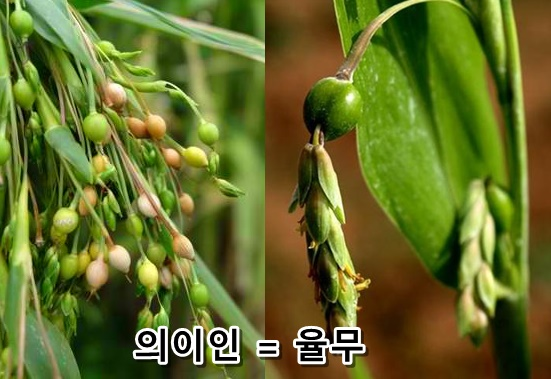 의이인 = 율무